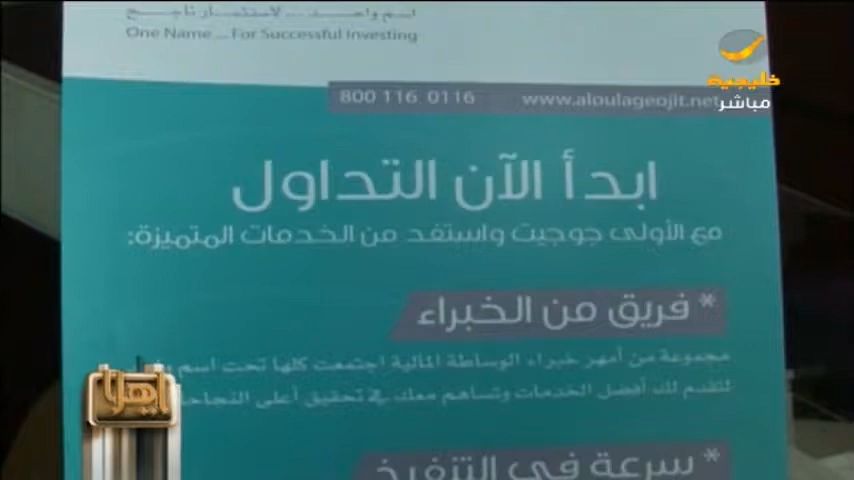 اسم واحد ... لاستثمار ناجح
One Name ... For Successful Investing
خليجية
مباشر
800 116 0116
www.aloulageojit.net
ابدأ الآن التداول
مع الأولى جوجيت واستفد من الخدمات المتميزة:
* فريق من الخبراء
مجموعة من أمهر خبراء الوساطة المالية اجتمعت كلها تحت اسم
لتقدم لك أفضل الخدمات وتساهم معك في تحقيق أعلى
* سرعة في التنفيذ
يا هلا